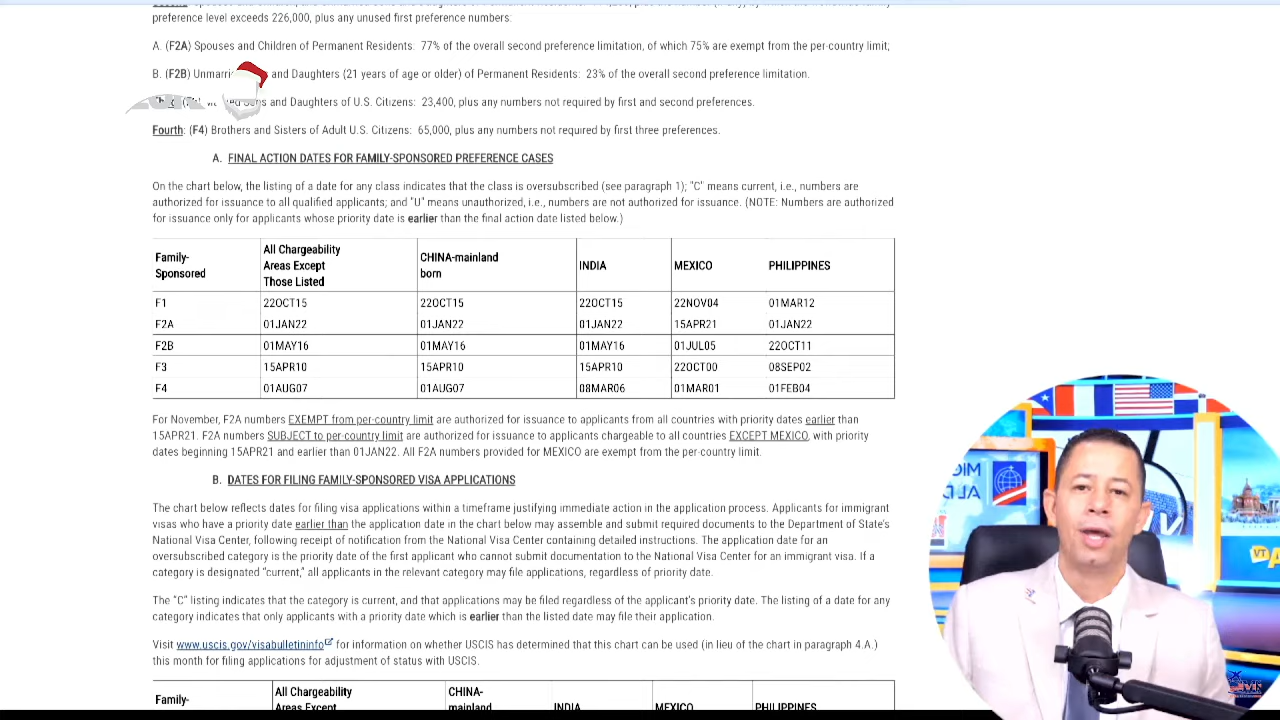 preference level exceeds 226,000, plus any unused first preference numbers:
A. (F2A) Spouses and Children of Permanent Residents: 77% of the overall second preference limitation, of which 75% are exempt from the per-country limit;
B. (F2B) Unmarri and Daughters (21 years of age or older) of Permanent Residents: 23% of the overall second preference limitation.
and Daughters of U.S. Citizens: 23,400, plus any numbers not required by first and second preferences.
Fourth: (F4) Brothers and Sisters of Adult U.S. Citizens: 65,000, plus any numbers not required by first three preferences.
A. FINAL ACTION DATES FOR FAMILY-SPONSORED PREFERENCE CASES
On the chart below, the listing of a date for any class indicates that the class is oversubscribed (see paragraph 1); "C" means current, i.e., numbers are
authorized for issuance to all qualified applicants; and "U" means unauthorized, i.e., numbers are not authorized for issuance. (NOTE: Numbers are authorized
for issuance only for applicants whose priority date is earlier than the final action date listed below.)
Family-Sponsored All Chargeability Areas Except Those Listed CHINA-mainland born INDIA MEXICO PHILIPPINES
F1 22OCT15 22OCT15 22OCT15 22NOV04 01MAR12
F2A 01JAN22 01JAN22 01JAN22 15APR21 01JAN22
F2B 01MAY16 01MAY16 01MAY16 01JUL05 22OCT11
F3 15APR10 15APR10 15APR10 22OCT00 08SEP02
F4 01AUG07 01AUG07 08MAR06 01MAR01 01FEB04
For November, F2A numbers EXEMPT from per-country limit are authorized for issuance to applicants from all countries with priority dates earlier than
15APR21. F2A numbers SUBJECT to per-country limit are authorized for issuance to applicants chargeable to all countries EXCEPT MEXICO, with priority
dates beginning 15APR21 and earlier than 01JAN22. All F2A numbers provided for MEXICO are exempt from the per-country limit.
B. DATES FOR FILING FAMILY-SPONSORED VISA APPLICATIONS
The chart below reflects dates for filing visa applications within a timeframe justifying immediate action in the application process. Applicants for immigrant
visas who have a priority date earlier than the application date in the chart below may assemble and submit required documents to the Department of State's
National Visa Center, following receipt of notification from the National Visa Center containing detailed instructions. The application date for an
oversubscribed category is the priority date of the first applicant who cannot submit documentation to the National Visa Center for an immigrant visa. If a
category is designated "current," all applicants in the relevant category may file applications, regardless of priority date.
The "C" listing indicates that the category is current, and that applications may be filed regardless of the applicant's priority date. The listing of a date for any
category indicates that only applicants with a priority date which is earlier than the listed date may file their application.
Visit www.uscis.gov/visabulletininfo for information on whether USCIS has determined that this chart can be used (in lieu of the chart in paragraph 4.A.)
this month for filing applications for adjustment of status with USCIS.
Family- All Chargeability Areas Except CHINA-mainland INDIA MEXICO PHILIPPINES